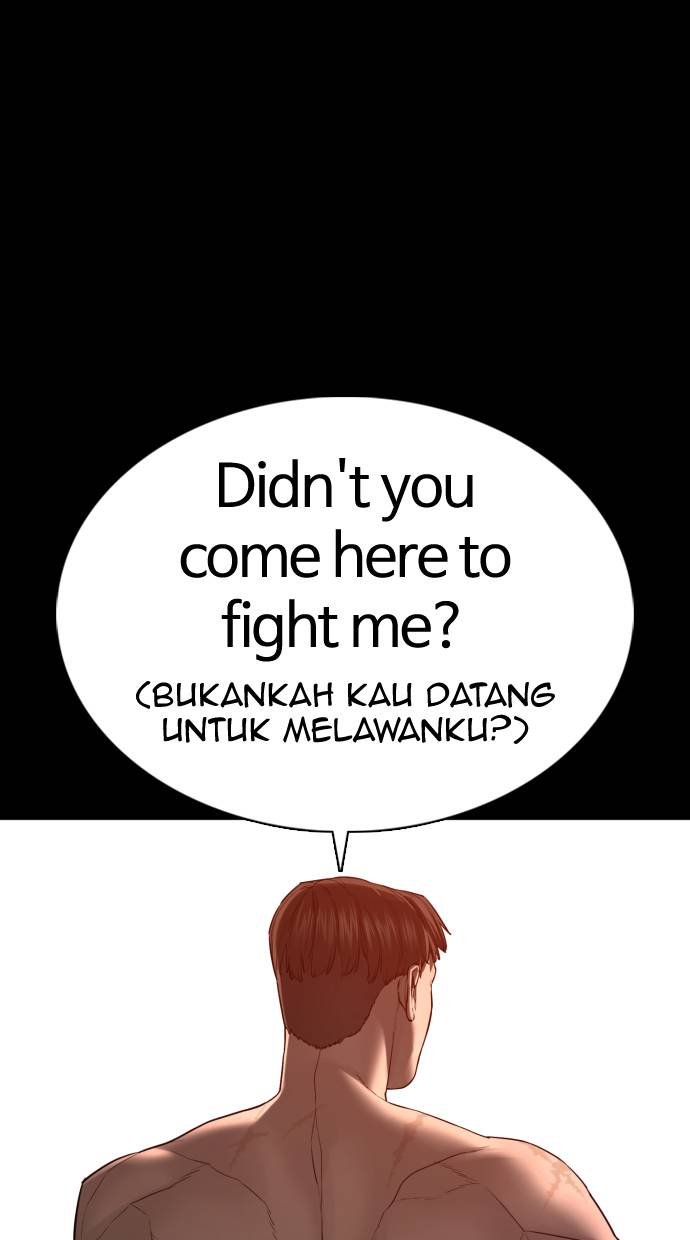 Didn't you
come here to
fight me?
(BUKANKAH KAU DATANG
UNTUK MELAWANKU?)